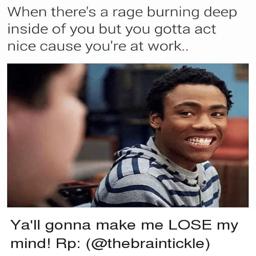 When there's a rage burning deep
inside of you but you gotta act
nice cause you're at work..
Ya'll gonna make me LOSE my
mind! Rp: (@thebraintickle)